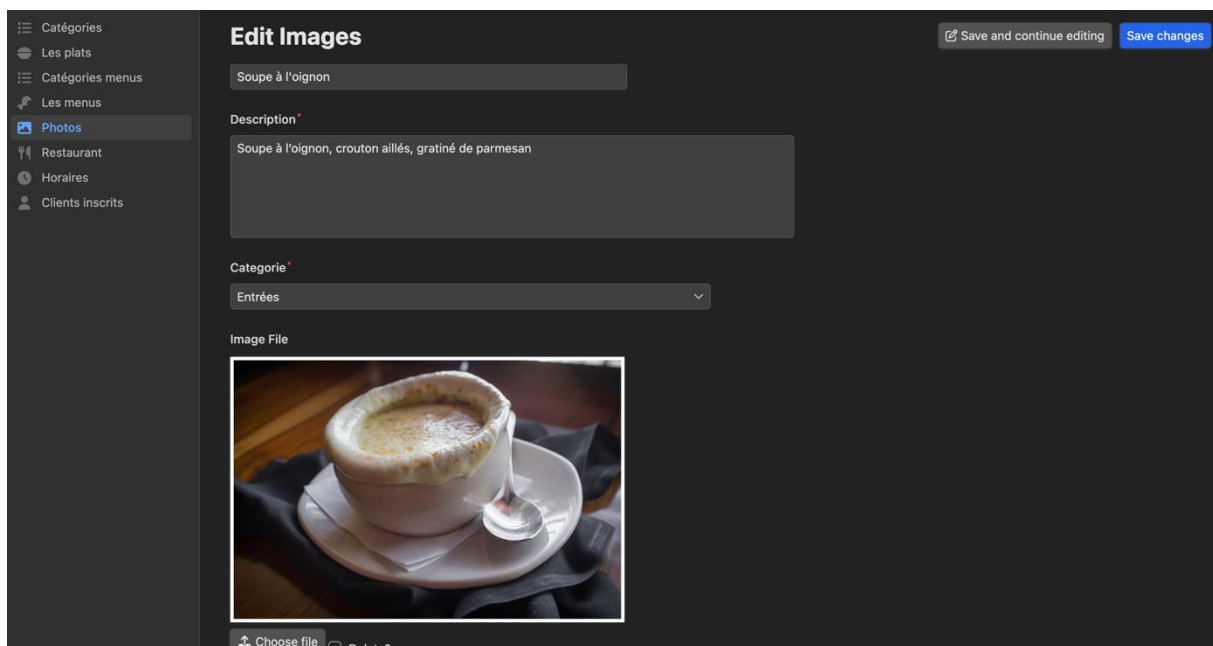 Catégories
Les plats
Catégories menus
Les menus
Photos
Restaurant
Horaires
Clients inscrits
Edit Images
Save and continue editing
Save changes
Soupe à l'oignon
Description*
Soupe à l'oignon, crouton aillés, gratiné de parmesan
Categorie*
Entrées
Image File
Choose file